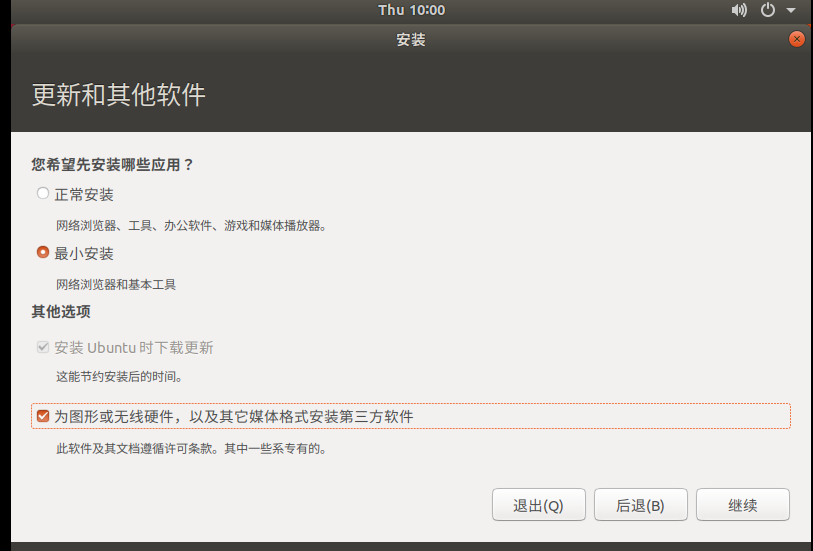 Thu 10:00
安装
更新和其他软件
您希望先安装哪些应用？
正常安装
网络浏览器、工具、办公软件、游戏和媒体播放器。
最小安装
网络浏览器和基本工具
其他选项
安装 Ubuntu 时下载更新
这能节约安装后的时间。
为图形或无线硬件，以及其它媒体格式安装第三方软件
此软件及其文档遵循许可条款。其中一些系专有的。
退出(Q) 后退(B) 继续